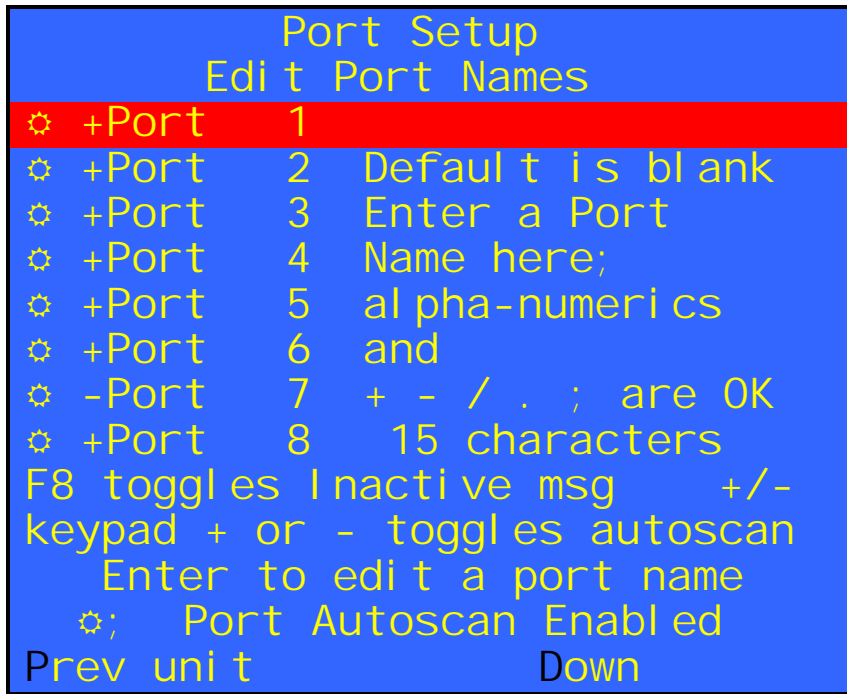 Port Setup
Edit Port Names
☼ +Port 1
☼ +Port 2 Default is blank
☼ +Port 3 Enter a Port
☼ +Port 4 Name here;
☼ +Port 5 alpha-numerics
☼ +Port 6 and
☼ -Port 7 + - / . ; are OK
☼ +Port 8 15 characters
F8 toggles Inactive msg +/-
keypad + or - toggles autoscan
Enter to edit a port name
☼; Port Autoscan Enabled
Prev unit Down